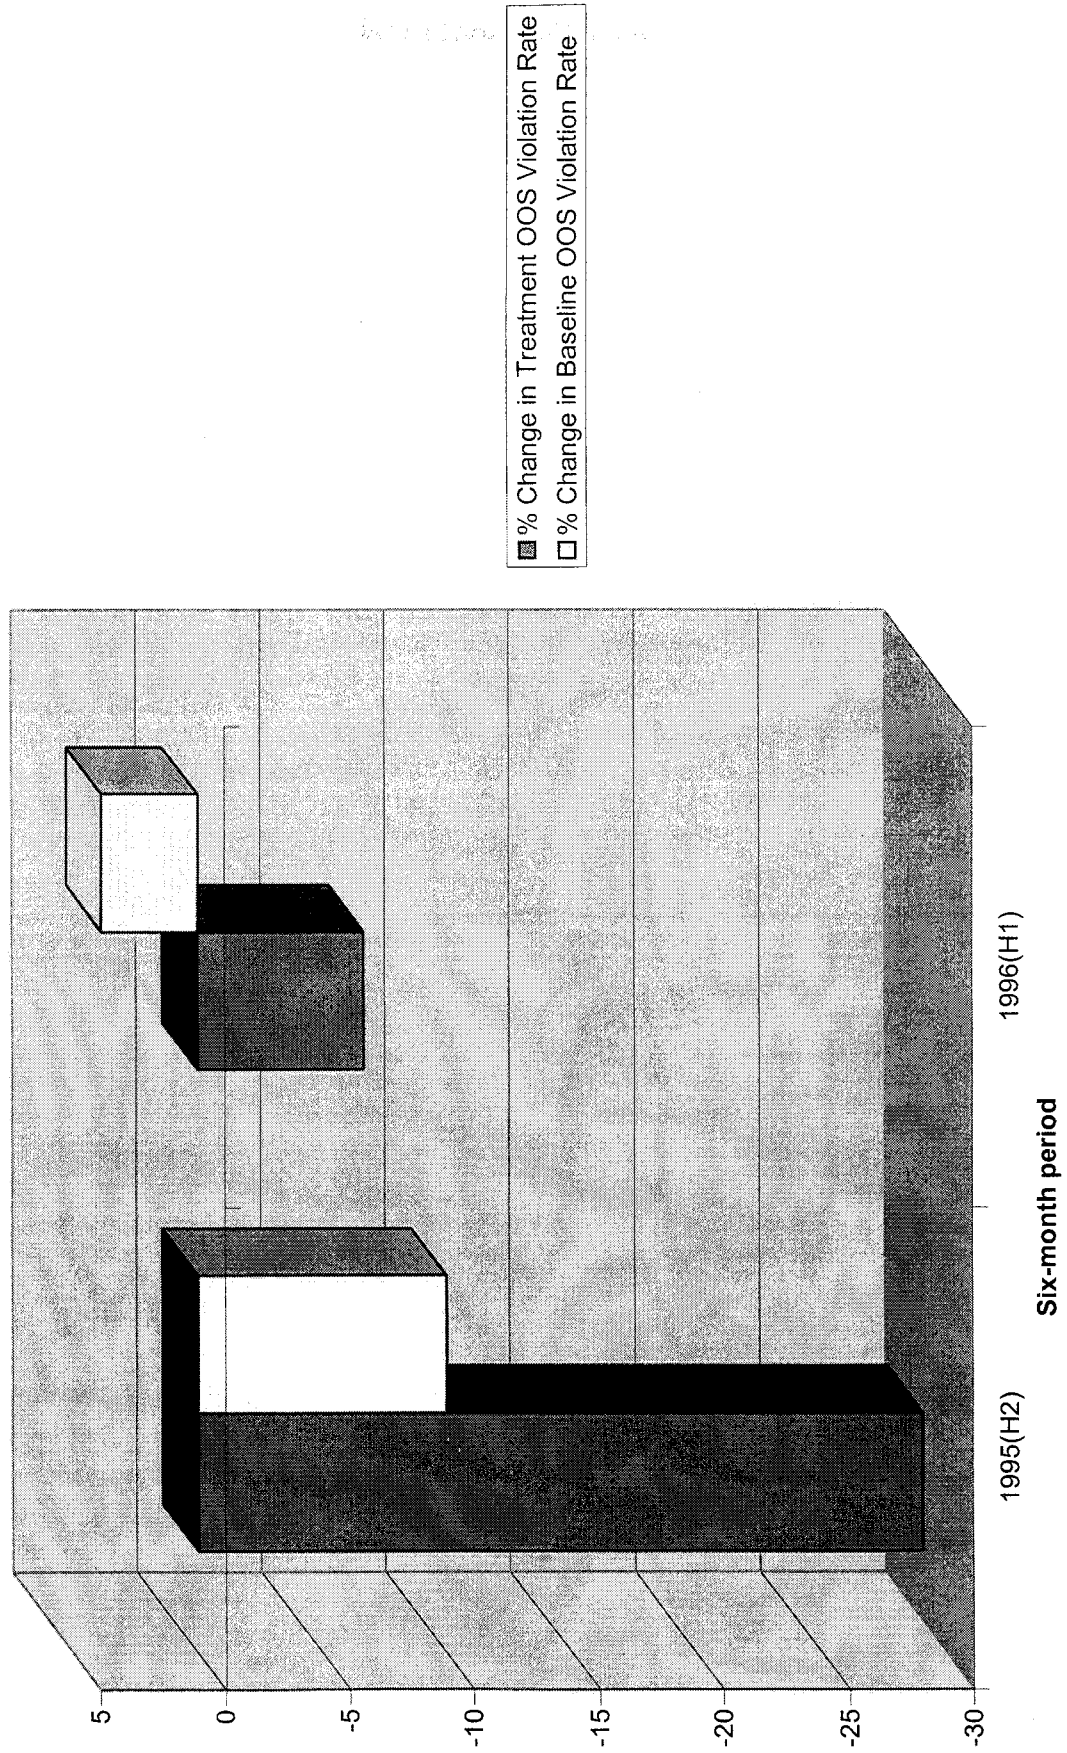 % Change in Treatment OOS Violation Rate
% Change in Baseline OOS Violation Rate
5
0
-5
-10
-15
-20
-25
-30
1995(H2)
1996(H1)
Six-month period